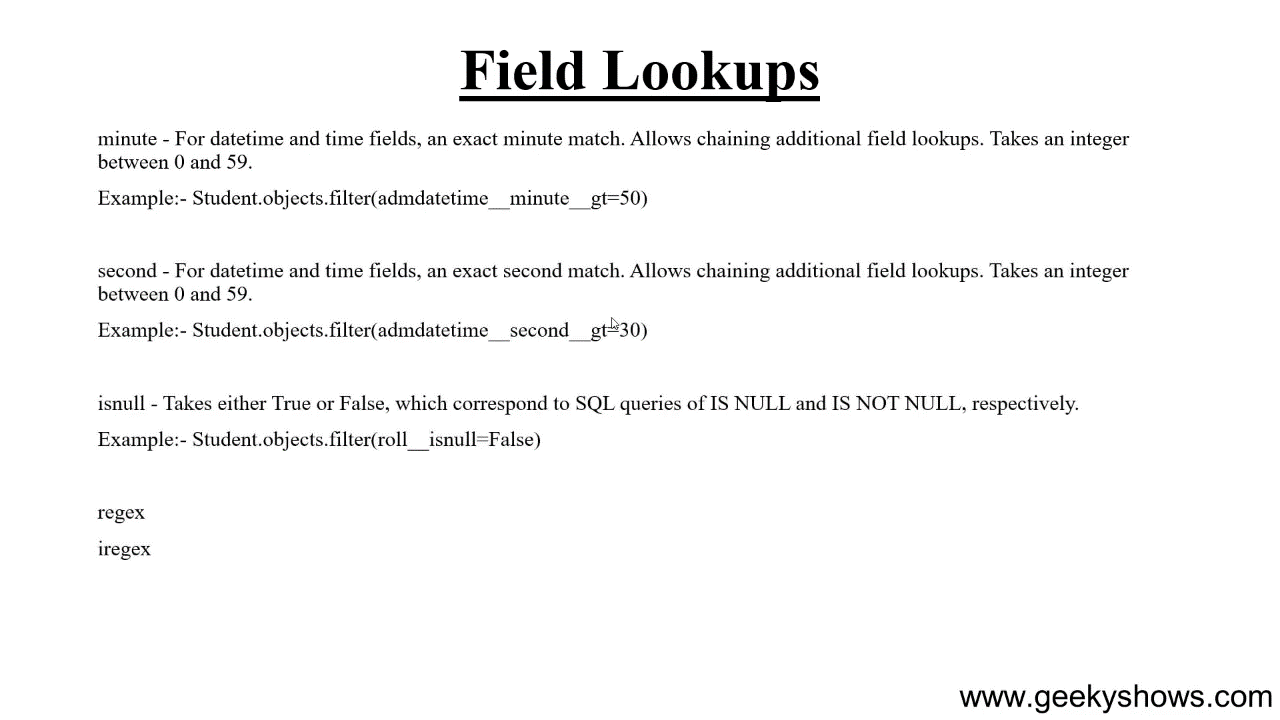 Field Lookups
minute - For datetime and time fields, an exact minute match. Allows chaining additional field lookups. Takes an integer
between 0 and 59.
Example:- Student.objects.filter(admdatetime__minute__gt=50)
second - For datetime and time fields, an exact second match. Allows chaining additional field lookups. Takes an integer
between 0 and 59.
Example:- Student.objects.filter(admdatetime__second__gt=30)
isnull - Takes either True or False, which correspond to SQL queries of IS NULL and IS NOT NULL, respectively.
Example:- Student.objects.filter(roll__isnull=False)
regex
iregex
www.geekyshows.com